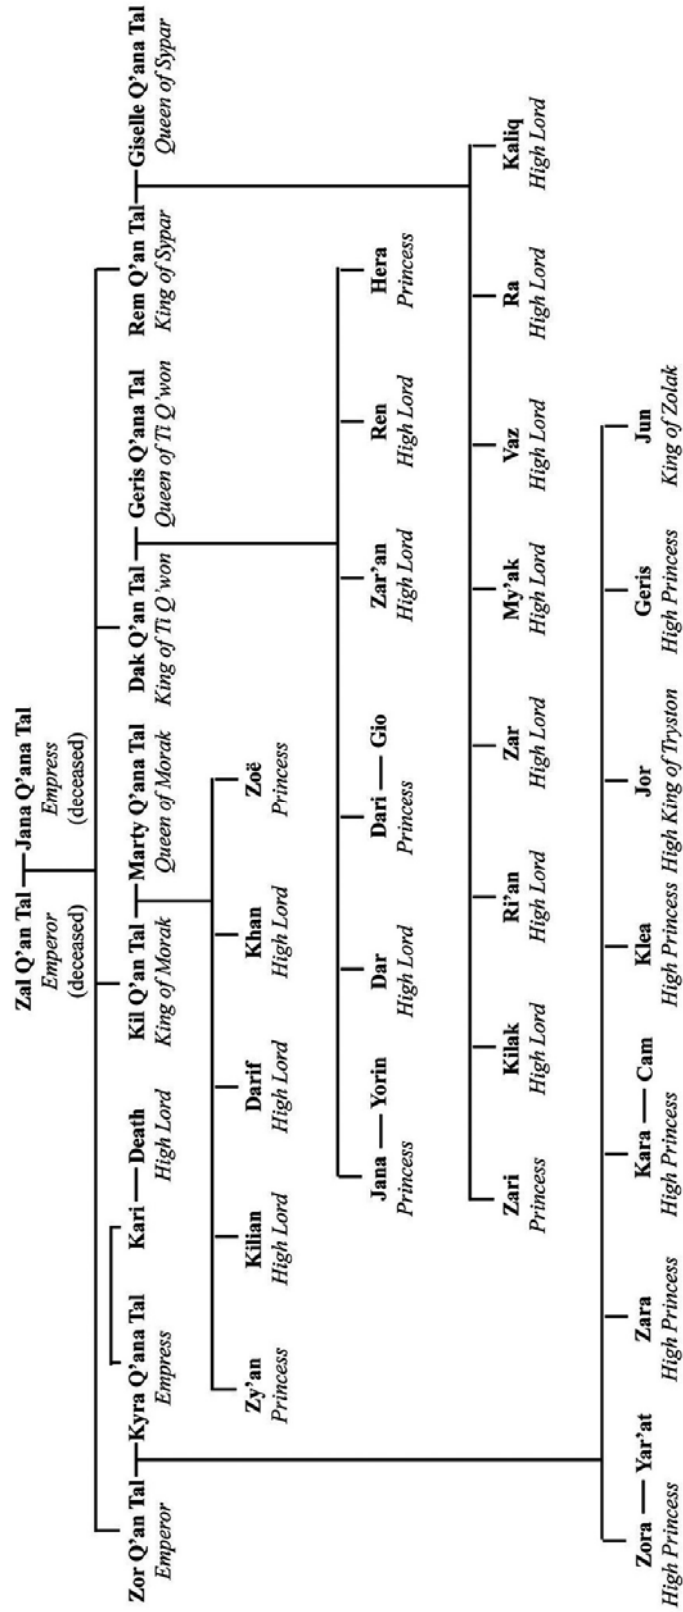 Zal Q’an Tal — Jana Q’ana Tal
Emperor Empress
(deceased) (deceased)
Zor Q’an Tal — Kyra Q’ana Tal Kari — Death Kil Q’an Tal — Marty Q’ana Tal Dak Q’an Tal — Geris Q’ana Tal Rem Q’an Tal — Giselle Q’ana Tal
Emperor Empress High Lord King of Morak Queen of Morak King of Ti Q’won Queen of Ti Q’won King of Sypar Queen of Sypar
Zy’an Kilian Darif Khan Zoë
Princess High Lord High Lord High Lord Princess
Jana — Yorin Dar Dari — Gio Zar’an Ren Hera
Princess High Lord Princess High Lord High Lord Princess
Zari Kilak Ri’an Zar My’ak Vaz Ra Kaliq
Princess High Lord High Lord High Lord High Lord High Lord High Lord High Lord
Zora — Yar’at Zara Kara — Cam Klea Jor Geris Jun
High Princess High Princess High Princess High Princess High King of Tryston High Princess King of Zolak